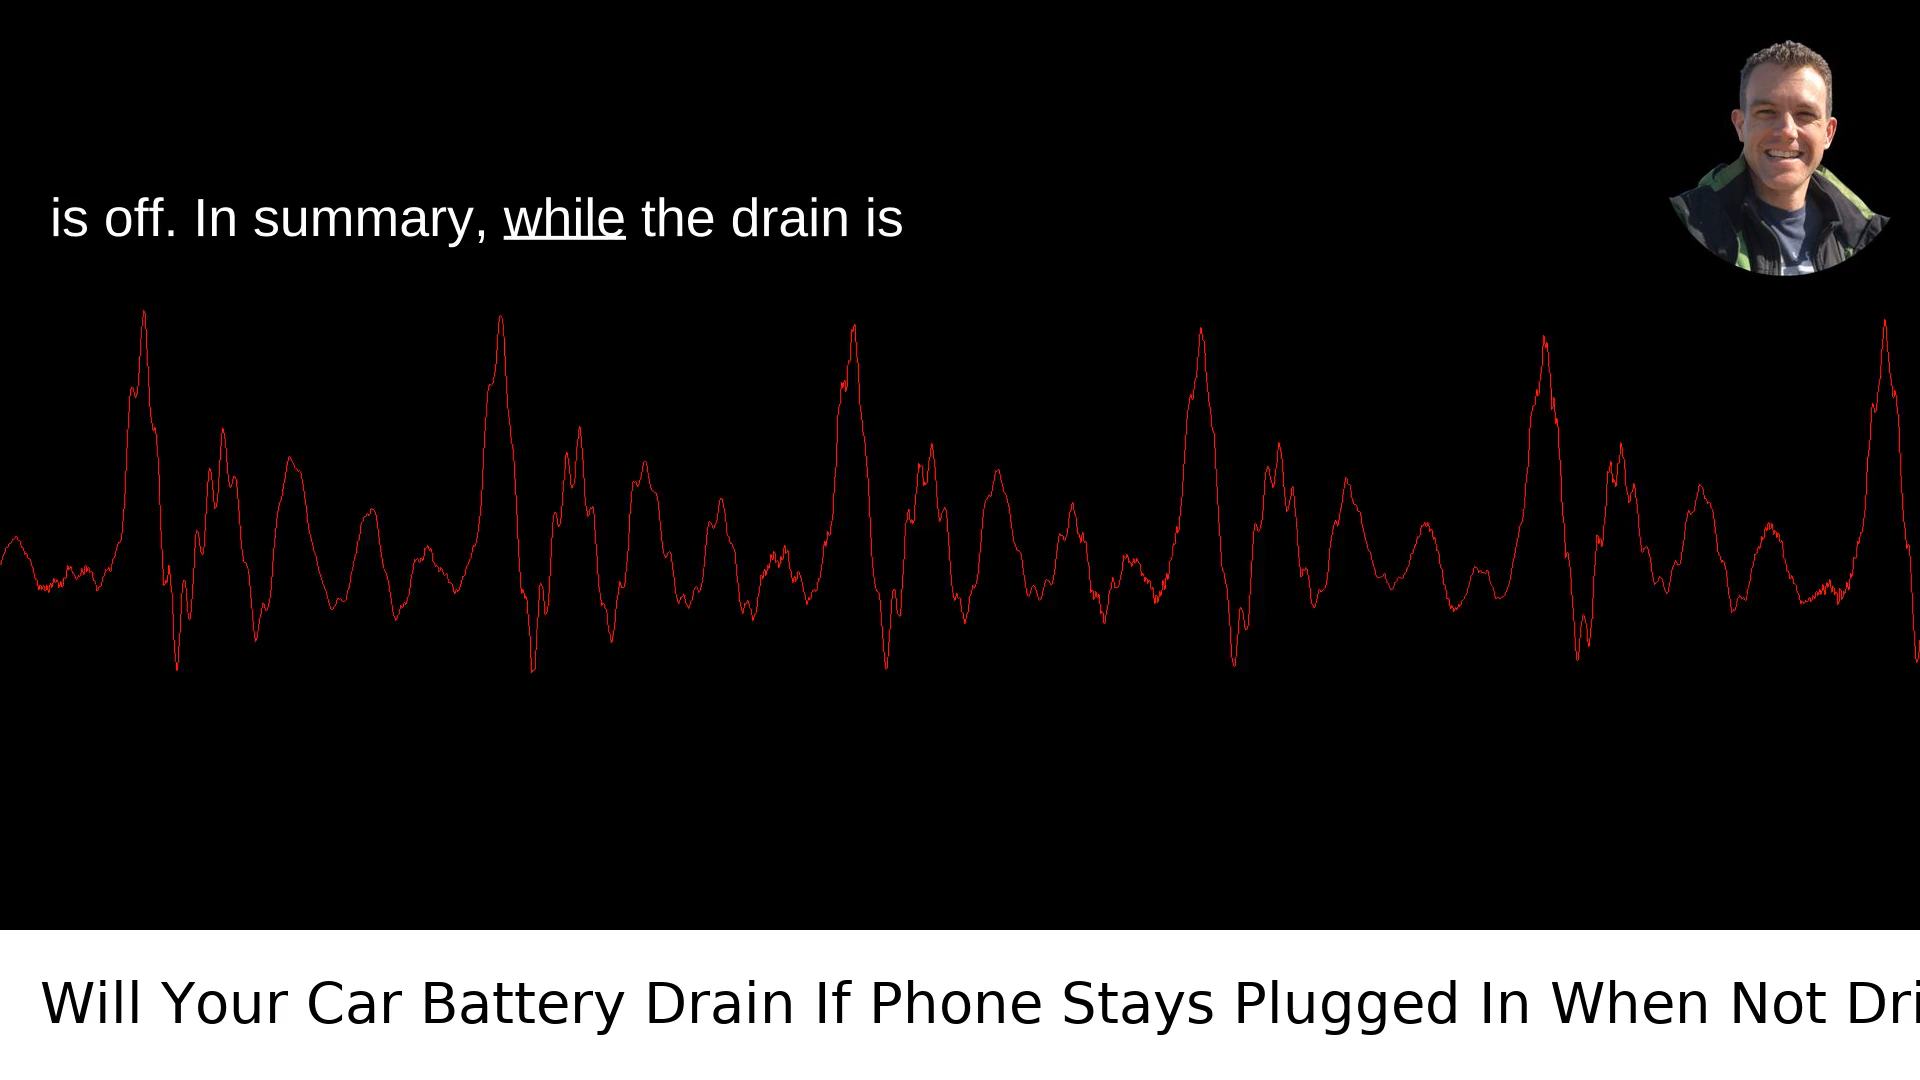 is off. In summary, while the drain is
Will Your Car Battery Drain If Phone Stays Plugged In When Not Dri